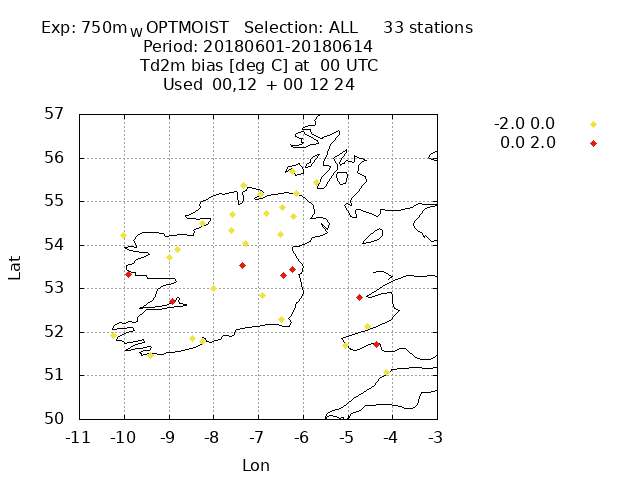 Exp: 750m_W OPTMOIST   Selection: ALL     33 stations
Period: 20180601-20180614
Td2m bias [deg C] at  00 UTC
Used  00,12  + 00 12 24
-2.0 0.0
0.0 2.0
57
56
55
54
53
52
51
50
-11 -10 -9 -8 -7 -6 -5 -4 -3
Lat
Lon